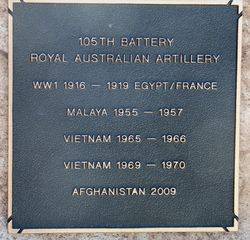 105TH BATTERY
ROYAL AUSTRALIAN ARTILLERY
WW1 1916 – 1919 EGYPT/FRANCE
MALAYA 1955 – 1957
VIETNAM 1965 – 1966
VIETNAM 1969 – 1970
AFGHANISTAN 2009